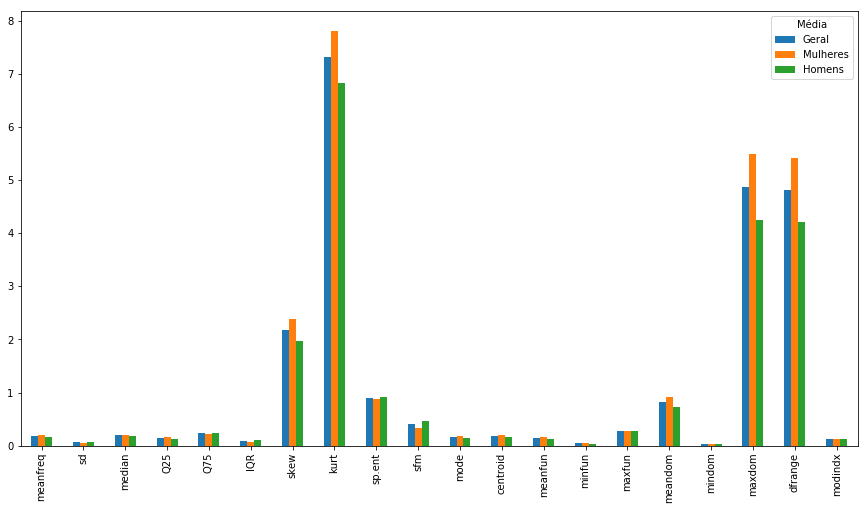 8
7
6
5
4
3
2
1
0
Média
Geral
Mulheres
Homens
meanfreq
sd
median
Q25
Q75
IQR
skew
kurt
sp.ent
sfm
mode
centroid
meanfun
minfun
maxfun
meandom
mindom
maxdom
dfrange
modindx